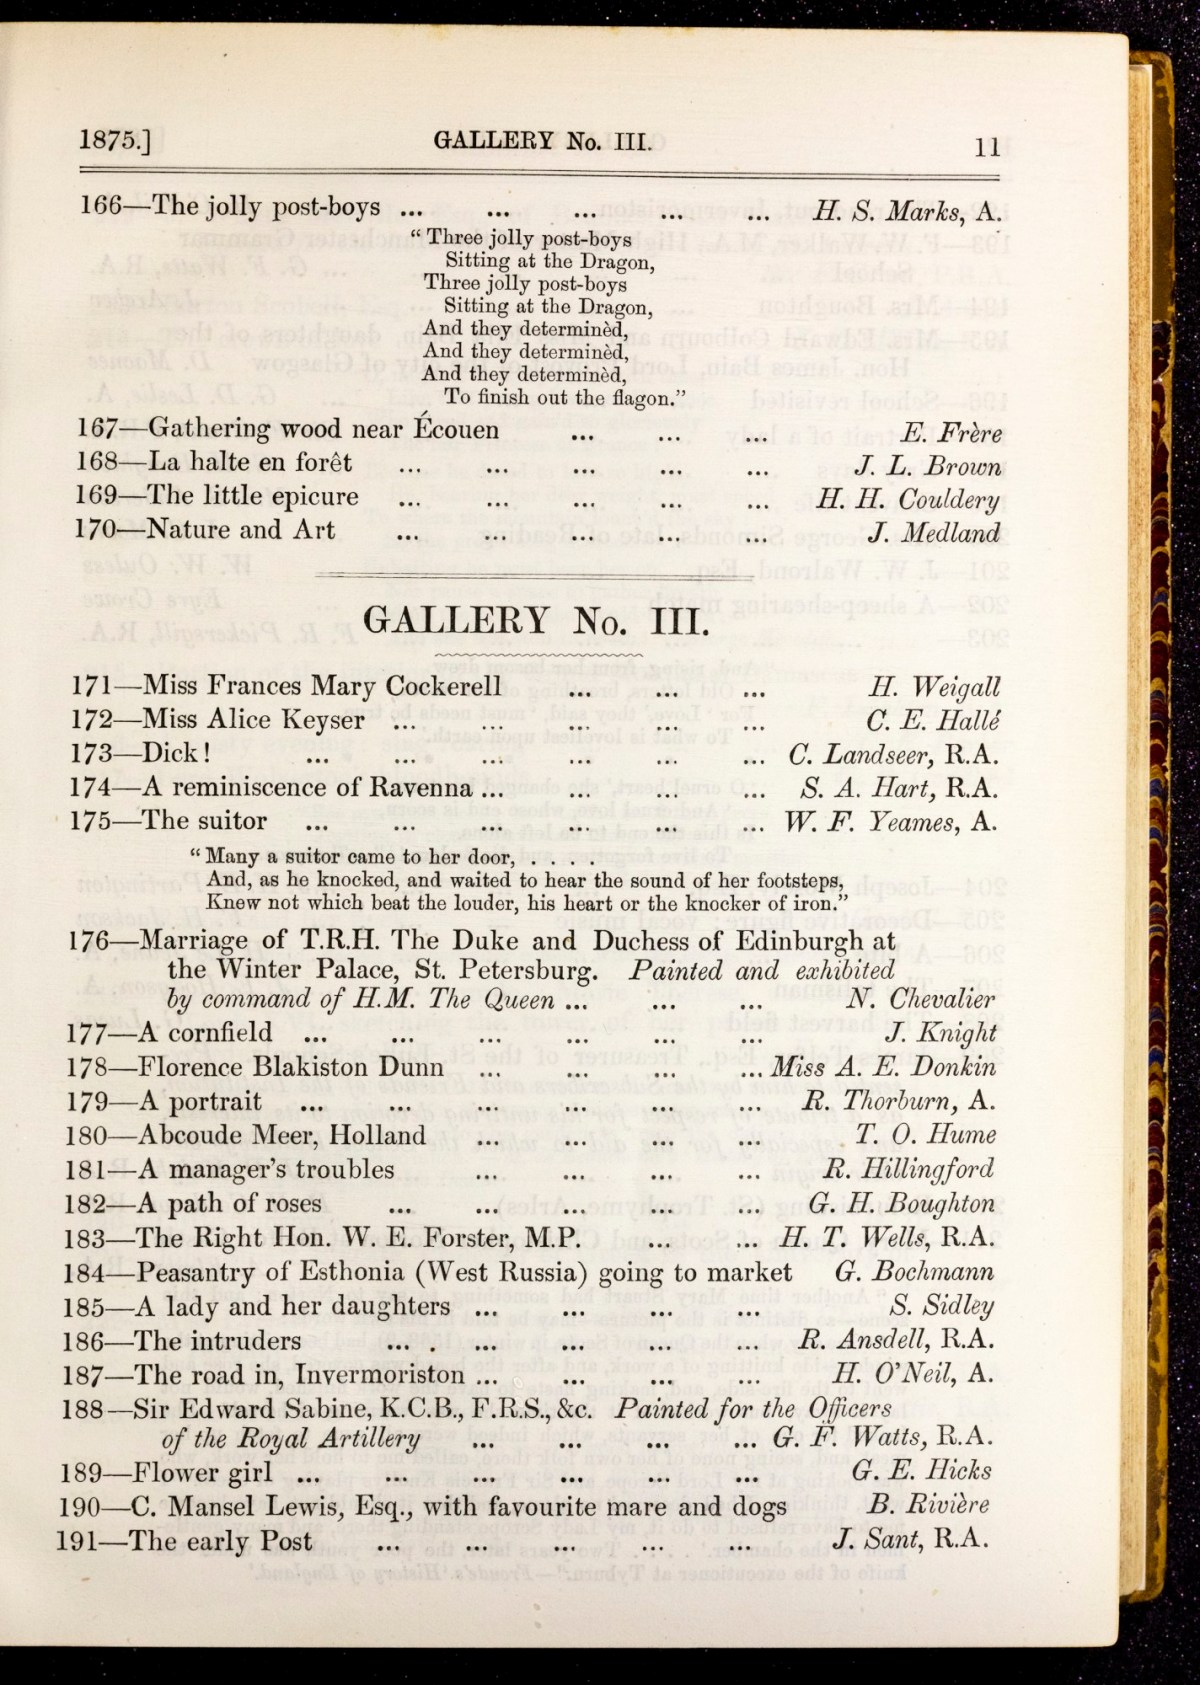 1875.] GALLERY No. III. 11
166—The jolly post-boys ... ... ... ... ... H. S. Marks, A.
“Three jolly post-boys
Sitting at the Dragon,
Three jolly post-boys
Sitting at the Dragon,
And they determinèd,
And they determinèd,
And they determinèd,
To finish out the flagon.”
167—Gathering wood near Écouen ... ... ... E. Frère
168—La halte en forêt ... ... ... ... ... J. L. Brown
169—The little epicure ... ... ... ... ... H. H. Couldery
170—Nature and Art ... ... ... ... ... J. Medland
GALLERY No. III.
171—Miss Frances Mary Cockerell ... ... ... H. Weigall
172—Miss Alice Keyser ... ... ... ... ... C. E. Hallé
173—Dick! ... ... ... ... ... ... C. Landseer, R.A.
174—A reminiscence of Ravenna ... ... ... ... S. A. Hart, R.A.
175—The suitor ... ... ... ... ... ... W. F. Yeames, A.
“Many a suitor came to her door, . . . .
And, as he knocked, and waited to hear the sound of her footsteps,
Knew not which beat the louder, his heart or the knocker of iron.”
176—Marriage of T.R.H. The Duke and Duchess of Edinburgh at
the Winter Palace, St. Petersburg. Painted and exhibited
by command of H.M. The Queen ... ... ... N. Chevalier
177—A cornfield ... ... ... ... ... ... J. Knight
178—Florence Blakiston Dunn ... ... ... ... Miss A. E. Donkin
179—A portrait ... ... ... ... ... ... R. Thorburn, A.
180—Abcoude Meer, Holland ... ... ... ... T. O. Hume
181—A manager’s troubles ... ... ... ... R. Hillingford
182—A path of roses ... ... ... ... ... G. H. Boughton
183—The Right Hon. W. E. Forster, M.P. ... ... H. T. Wells, R.A.
184—Peasantry of Esthonia (West Russia) going to market G. Bochmann
185—A lady and her daughters ... ... ... ... S. Sidley
186—The intruders ... . ... ... ... ... R. Ansdell, R.A.
187—The road in, Invermoriston ... ... ... ... H. O’Neil, A.
188—Sir Edward Sabine, K.C.B., F.R.S., &c. Painted for the Officers
of the Royal Artillery ... ... ... ... G. F. Watts, R.A.
189—Flower girl ... ... ... ... ... ... G. E. Hicks
190—C. Mansel Lewis, Esq., with favourite mare and dogs B. Rivière
191—The early Post ... ... ... ... ... J. Sant, R.A.